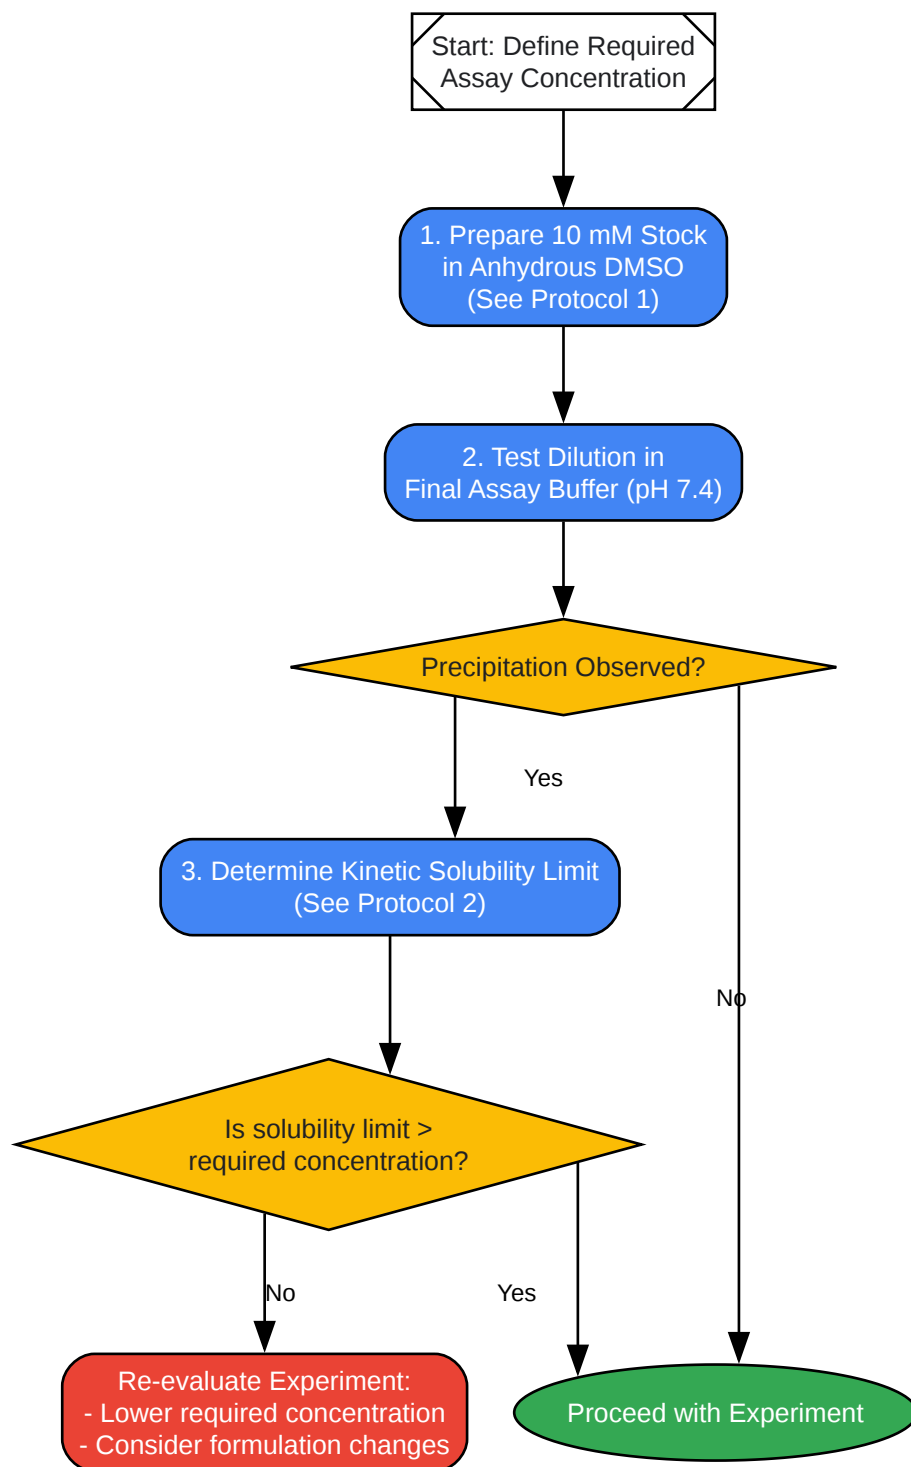 Start: Define Required
Assay Concentration
1. Prepare 10 mM Stock
in Anhydrous DMSO
(See Protocol 1)
2. Test Dilution in
Final Assay Buffer (pH 7.4)
Precipitation Observed?
Yes
3. Determine Kinetic Solubility Limit
(See Protocol 2)
No
Is solubility limit >
required concentration?
No
Yes
Re-evaluate Experiment:
- Lower required concentration
- Consider formulation changes
Proceed with Experiment